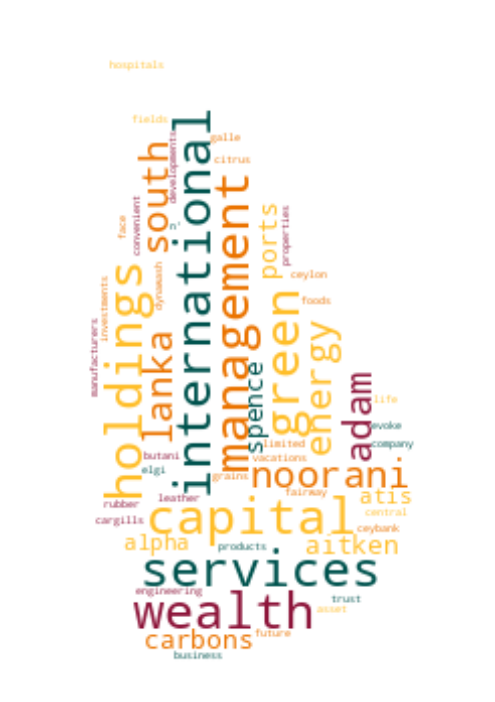 hospitals
fields
galle
developments
international
south
citrus
management
n'
convenient
face
ports
properties
holdings
dynawash
ceylon
investments
green
foods
manufacturers
lanka
energy
spence
adam
life
evoke
limited
company
butani
vacations
elgi
noorani
grains
leather
fairway
atis
rubber
capital
central
cargills
ceybank
alpha
products
aitken
services
engineering
wealth
trust
asset
carbons
future
business